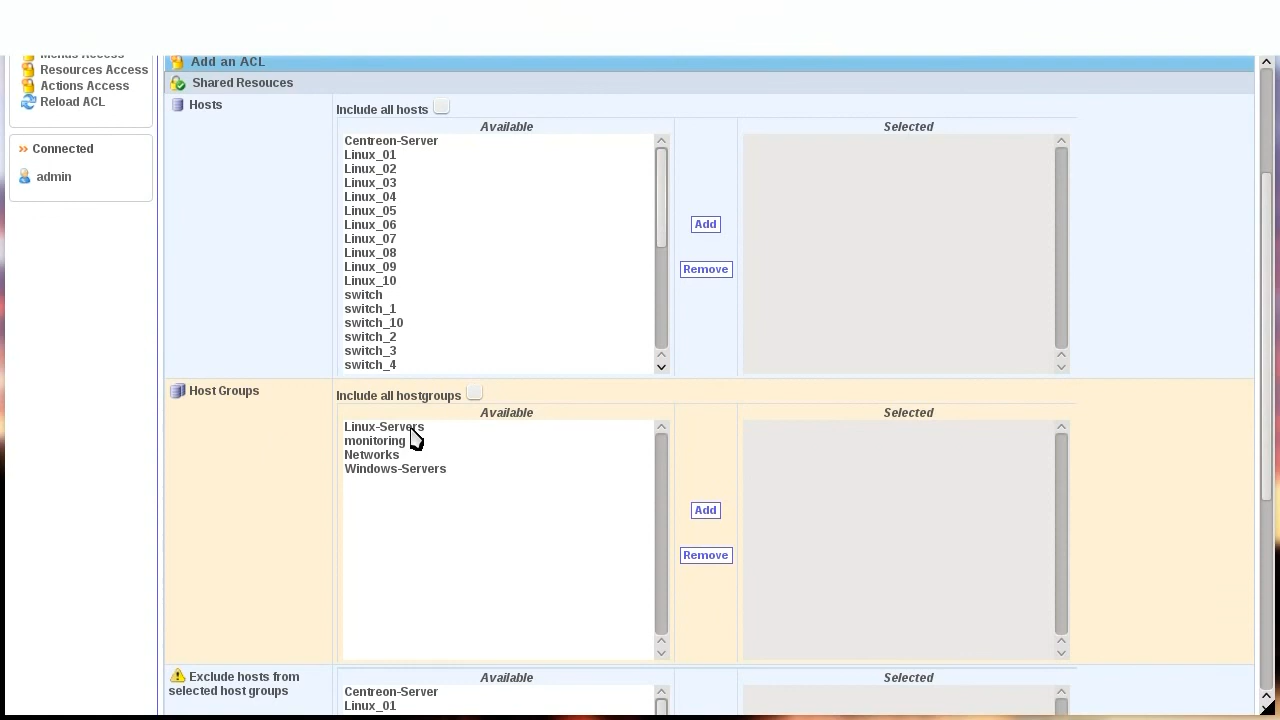 Menus Access
Resources Access
Actions Access
Reload ACL
Connected
admin
Add an ACL
Shared Resouces
Hosts
Include all hosts
Available
Selected
Centreon-Server
Linux_01
Linux_02
Linux_03
Linux_04
Linux_05
Linux_06
Linux_07
Linux_08
Linux_09
Linux_10
switch
switch_1
switch_10
switch_2
switch_3
switch_4
Add
Remove
Host Groups
Include all hostgroups
Available
Selected
Linux-Servers
monitoring
Networks
Windows-Servers
Add
Remove
Exclude hosts from
selected host groups
Available
Selected
Centreon-Server
Linux_01